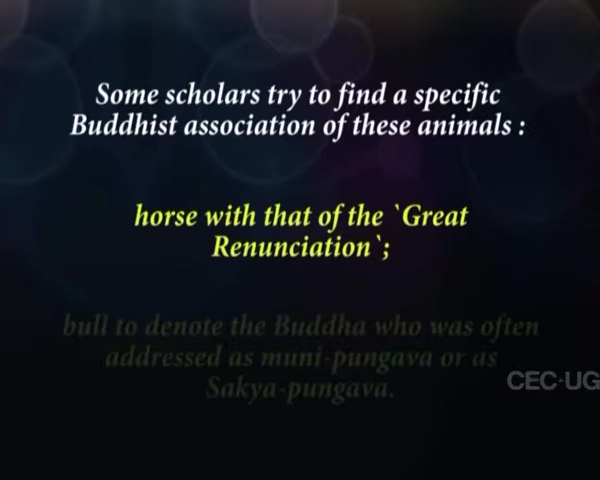 Some scholars try to find a specific
Buddhist association of these animals :
horse with that of the `Great
Renunciation`;
bull to denote the Buddha who was often
addressed as muni-pungava or as
Sakya-pungava.
CEC-UG